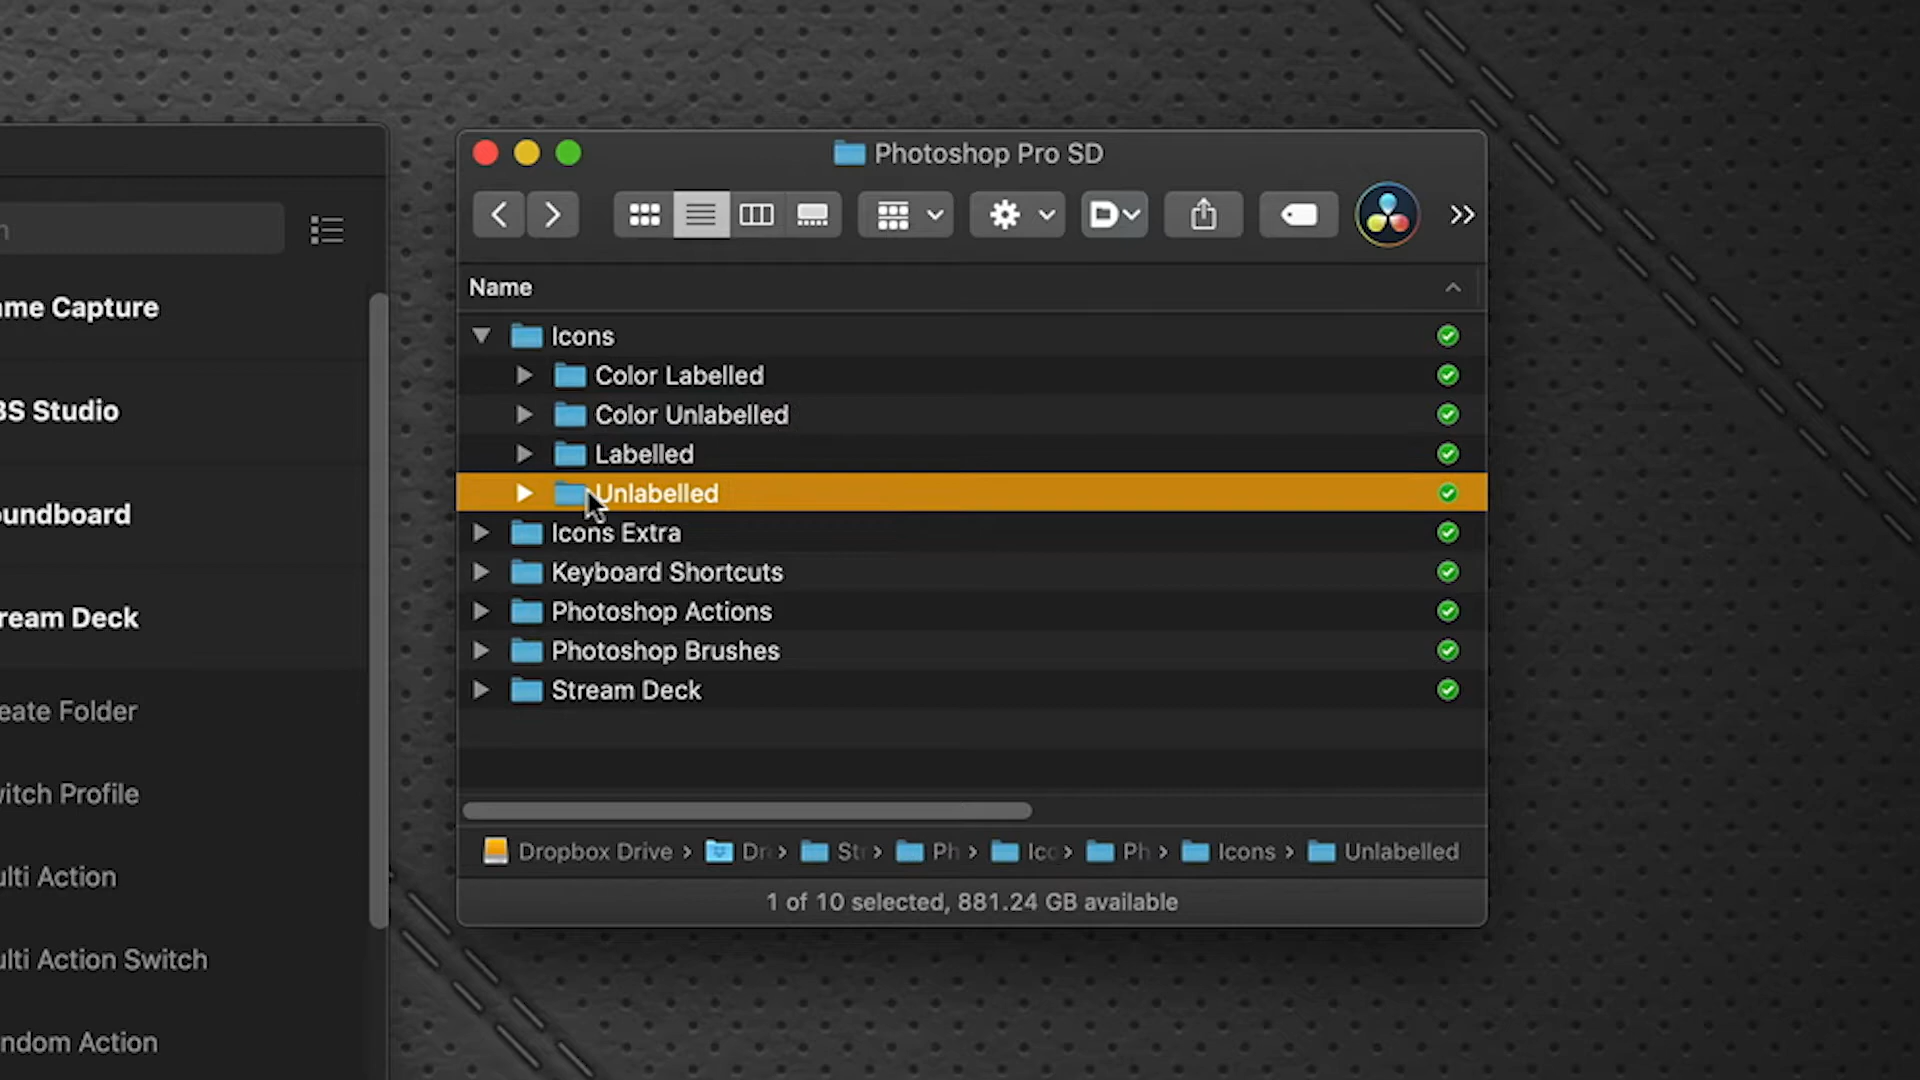 Photoshop Pro SD
Name
Icons
Color Labelled
Color Unlabelled
Labelled
Unlabelled
Icons Extra
Keyboard Shortcuts
Photoshop Actions
Photoshop Brushes
Stream Deck
Dropbox Drive › Dr › St › Ph › Ico › Ph › Icons › Unlabelled
1 of 10 selected, 881.24 GB available
n
ame Capture
BS Studio
oundboard
ream Deck
eate Folder
vitch Profile
ulti Action
ulti Action Switch
ndom Action